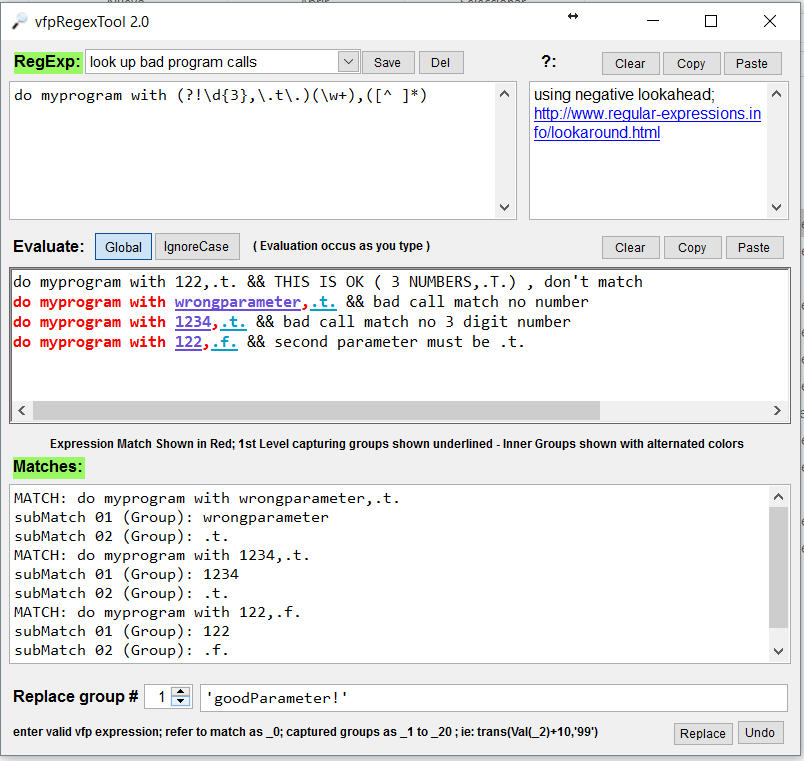 vfpRegexTool 2.0
RegExp: look up bad program calls Save Del ?: Clear Copy Paste
do myprogram with (?!\d{3},\.t\.)(\w+),([^ ]*)
using negative lookahead;
http://www.regular-expressions.in
fo/lookaround.html
Evaluate: Global IgnoreCase ( Evaluation occus as you type ) Clear Copy Paste
do myprogram with 122,.t. && THIS IS OK ( 3 NUMBERS,.T.) , don't match
do myprogram with wrongparameter,.t. && bad call match no number
do myprogram with 1234,.t. && bad call match no 3 digit number
do myprogram with 122,.f. && second parameter must be .t.
Expression Match Shown in Red; 1st Level capturing groups shown underlined - Inner Groups shown with alternated colors
Matches:
MATCH: do myprogram with wrongparameter,.t.
subMatch 01 (Group): wrongparameter
subMatch 02 (Group): .t.
MATCH: do myprogram with 1234,.t.
subMatch 01 (Group): 1234
subMatch 02 (Group): .t.
MATCH: do myprogram with 122,.f.
subMatch 01 (Group): 122
subMatch 02 (Group): .f.
Replace group # 1 'goodParameter!'
enter valid vfp expression; refer to match as _0; captured groups as _1 to _20 ; ie: trans(Val(_2)+10,'99') Replace Undo